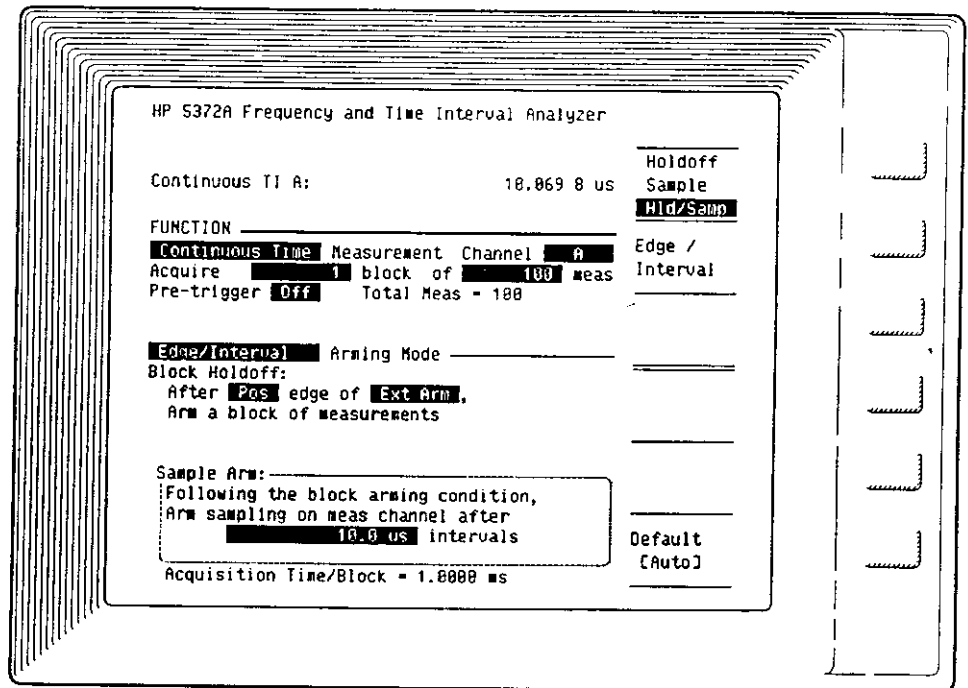 HP 5372A Frequency and Time Interval Analyzer
Continuous TI A: 10.069 8 us
FUNCTION
Continuous Time Measurement Channel A
Acquire 1 block of 100 meas
Pre-trigger Off Total Meas = 100
Edge/Interval Arming Mode
Block Holdoff:
After Pos edge of Ext Arm,
Arm a block of measurements
Sample Arm:
Following the block arming condition,
Arm sampling on meas channel after
10.0 us intervals
Acquisition Time/Block = 1.0000 ms
Holdoff
Sample
Hld/Samp
Edge /
Interval
Default
[Auto]